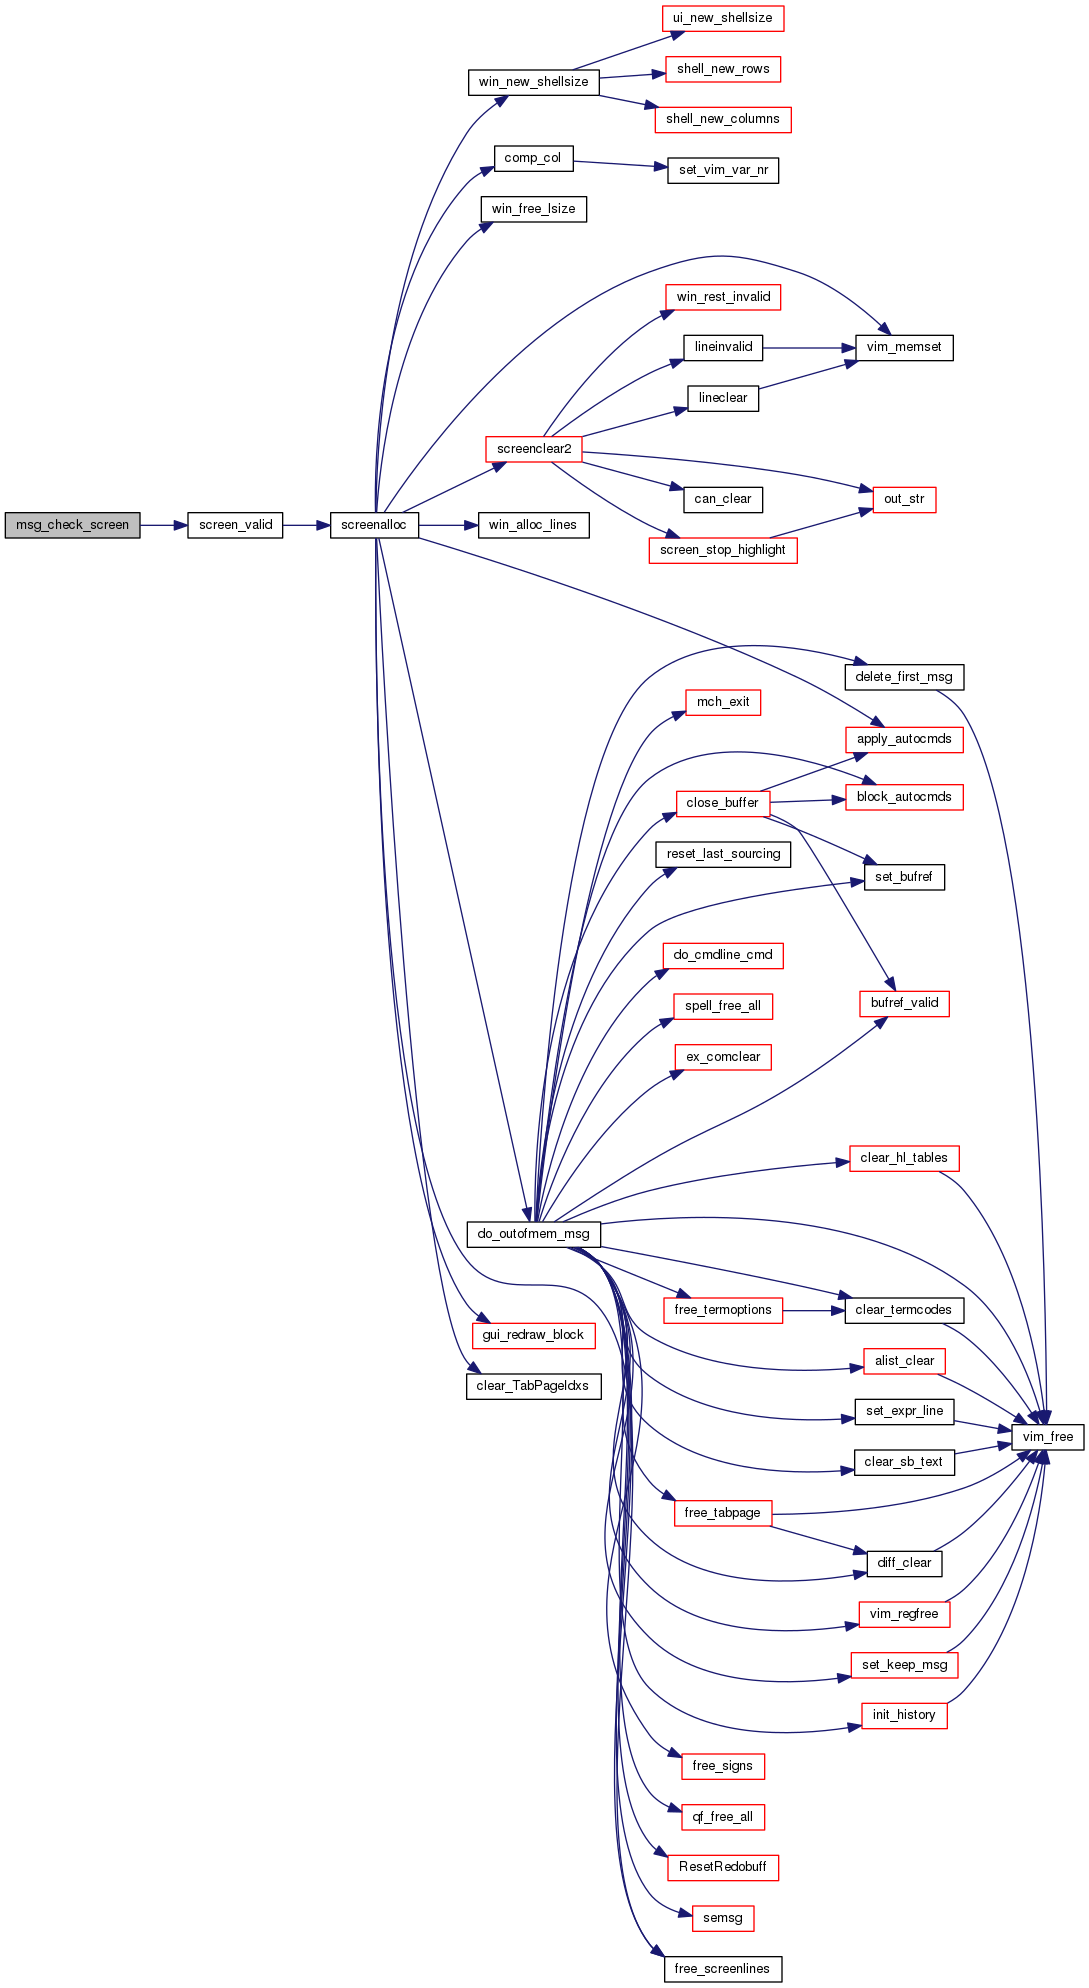 ui_new_shellsize
shell_new_rows
win_new_shellsize
shell_new_columns
comp_col
set_vim_var_nr
win_free_lsize
win_rest_invalid
lineinvalid
vim_memset
lineclear
screenclear2
can_clear
out_str
msg_check_screen
screen_valid
screenalloc
win_alloc_lines
screen_stop_highlight
delete_first_msg
mch_exit
apply_autocmds
block_autocmds
close_buffer
reset_last_sourcing
set_bufref
do_cmdline_cmd
spell_free_all
bufref_valid
ex_comclear
clear_hl_tables
do_outofmem_msg
free_termoptions
clear_termcodes
gui_redraw_block
alist_clear
clear_TabPageIdxs
set_expr_line
vim_free
clear_sb_text
free_tabpage
diff_clear
vim_regfree
set_keep_msg
init_history
free_signs
qf_free_all
ResetRedobuff
semsg
free_screenlines